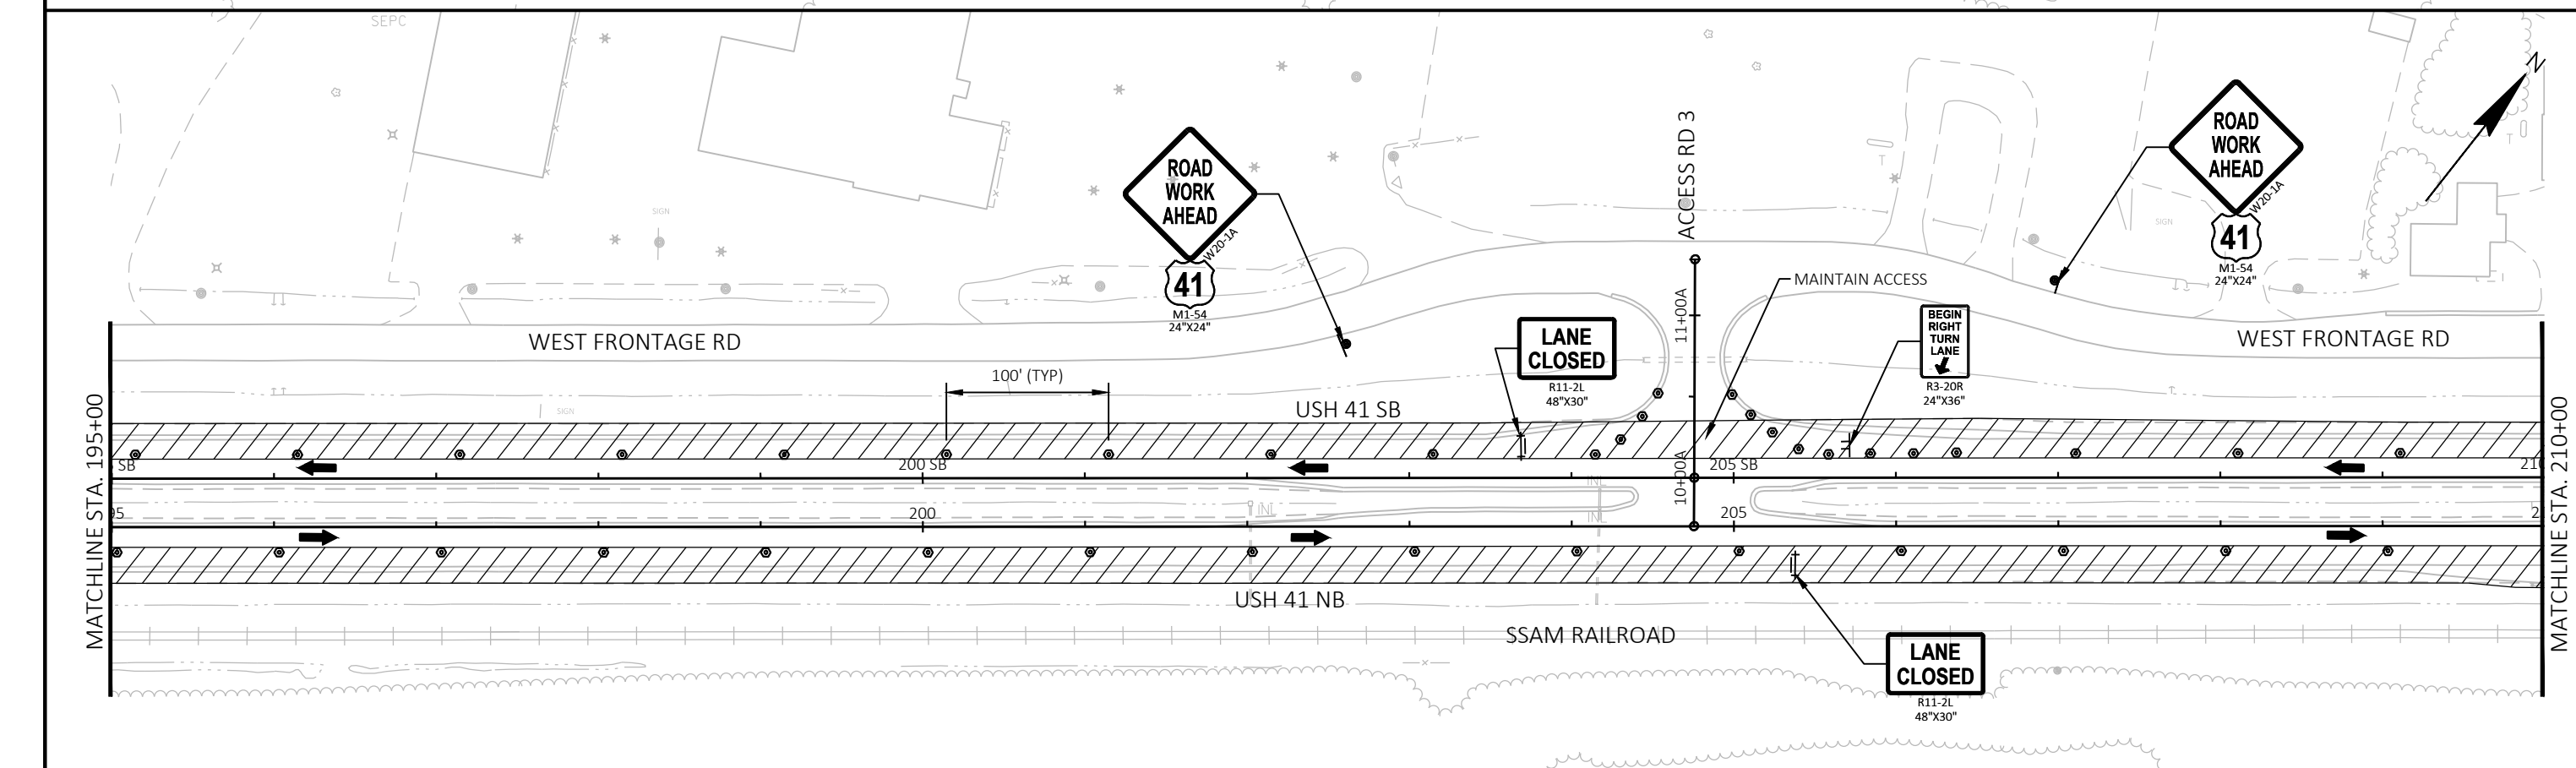 SEPC
ROAD
WORK
AHEAD
W20-1A
41
M1-54
24"X24"
ACCESS RD 3
ROAD
WORK
AHEAD
W20-1A
41
M1-54
24"X24"
N
T
T
SIGN
SIGN
MAINTAIN ACCESS
11+00A
10+00A
WEST FRONTAGE RD
WEST FRONTAGE RD
LANE
CLOSED
R11-2L
48"X30"
BEGIN
RIGHT
TURN
LANE
R3-20R
24"X36"
100' (TYP)
SIGN
USH 41 SB
MATCHLINE STA. 195+00
MATCHLINE STA. 210+00
SB
200 SB
205 SB
210
INL
INL
INL
95
200
205
2
USH 41 NB
SSAM RAILROAD
LANE
CLOSED
R11-2L
48"X30"